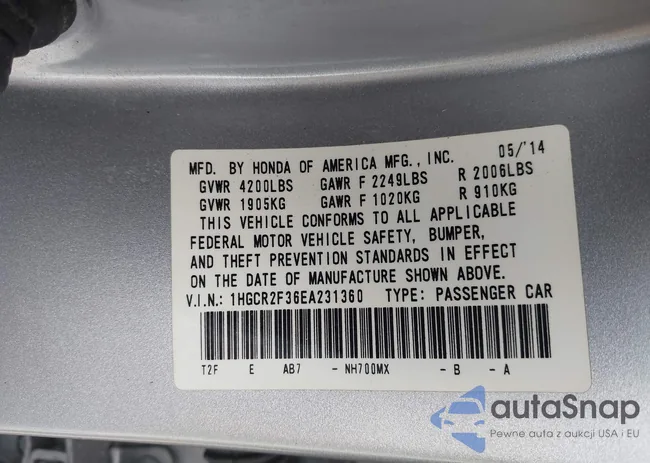 MFD. BY HONDA OF AMERICA MFG., INC. 05/'14
GVWR 4200LBS GAWR F 2249LBS R 2006LBS
GVWR 1905KG GAWR F 1020KG R 910KG
THIS VEHICLE CONFORMS TO ALL APPLICABLE
FEDERAL MOTOR VEHICLE SAFETY, BUMPER,
AND THEFT PREVENTION STANDARDS IN EFFECT
ON THE DATE OF MANUFACTURE SHOWN ABOVE.
V.I.N.: 1HGCR2F36EA231360 TYPE: PASSENGER CAR
T2F E AB7 - NH700MX - B - A
autaSnap
Pewne auta z aukcji USA i EU